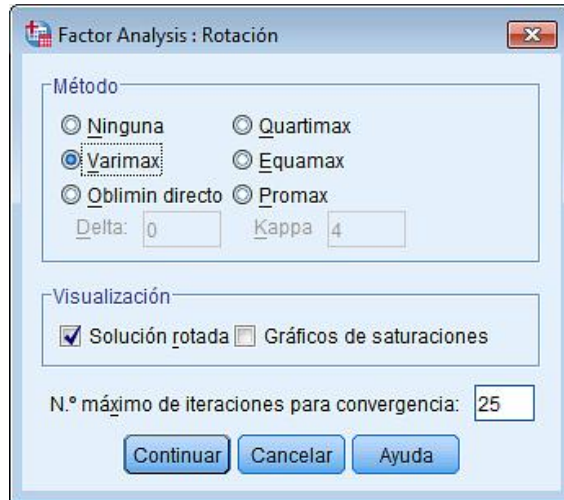 Factor Analysis : Rotación
Método
Ninguna Quartimax
Varimax Equamax
Oblimin directo Promax
Delta: 0 Kappa 4
Visualización
Solución rotada Gráficos de saturaciones
N.º máximo de iteraciones para convergencia: 25
Continuar Cancelar Ayuda